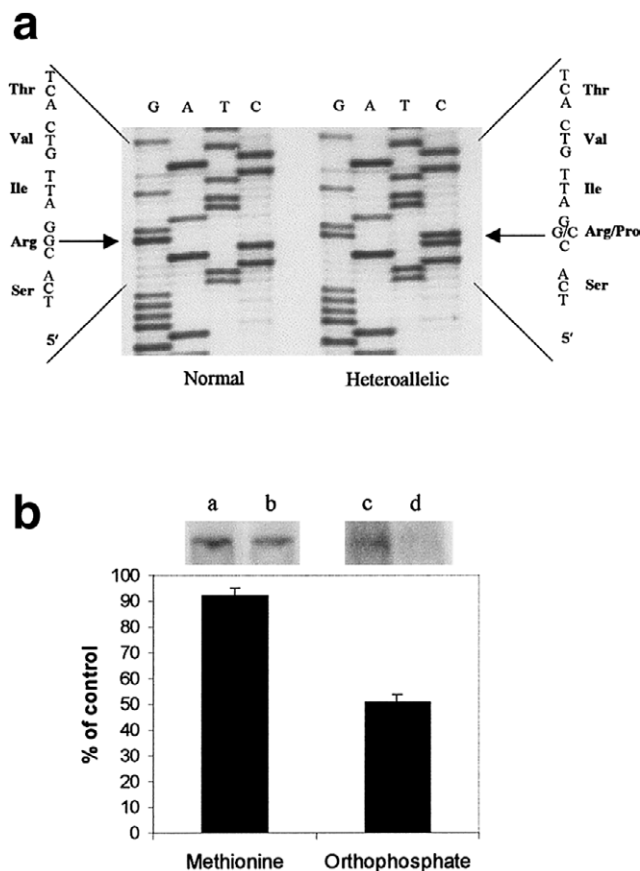 a
T
C
A
Thr
C
T
G
Val
T
T
A
Ile
G
G
C
Arg
A
C
T
Ser
5'
G A T C
Normal
G A T C
Heteroallelic
T
C
A
Thr
C
T
G
Val
T
T
A
Ile
G
G/C
C
Arg/Pro
A
C
T
Ser
5'
b
a b c d
% of control
100
90
80
70
60
50
40
30
20
10
0
Methionine Orthophosphate